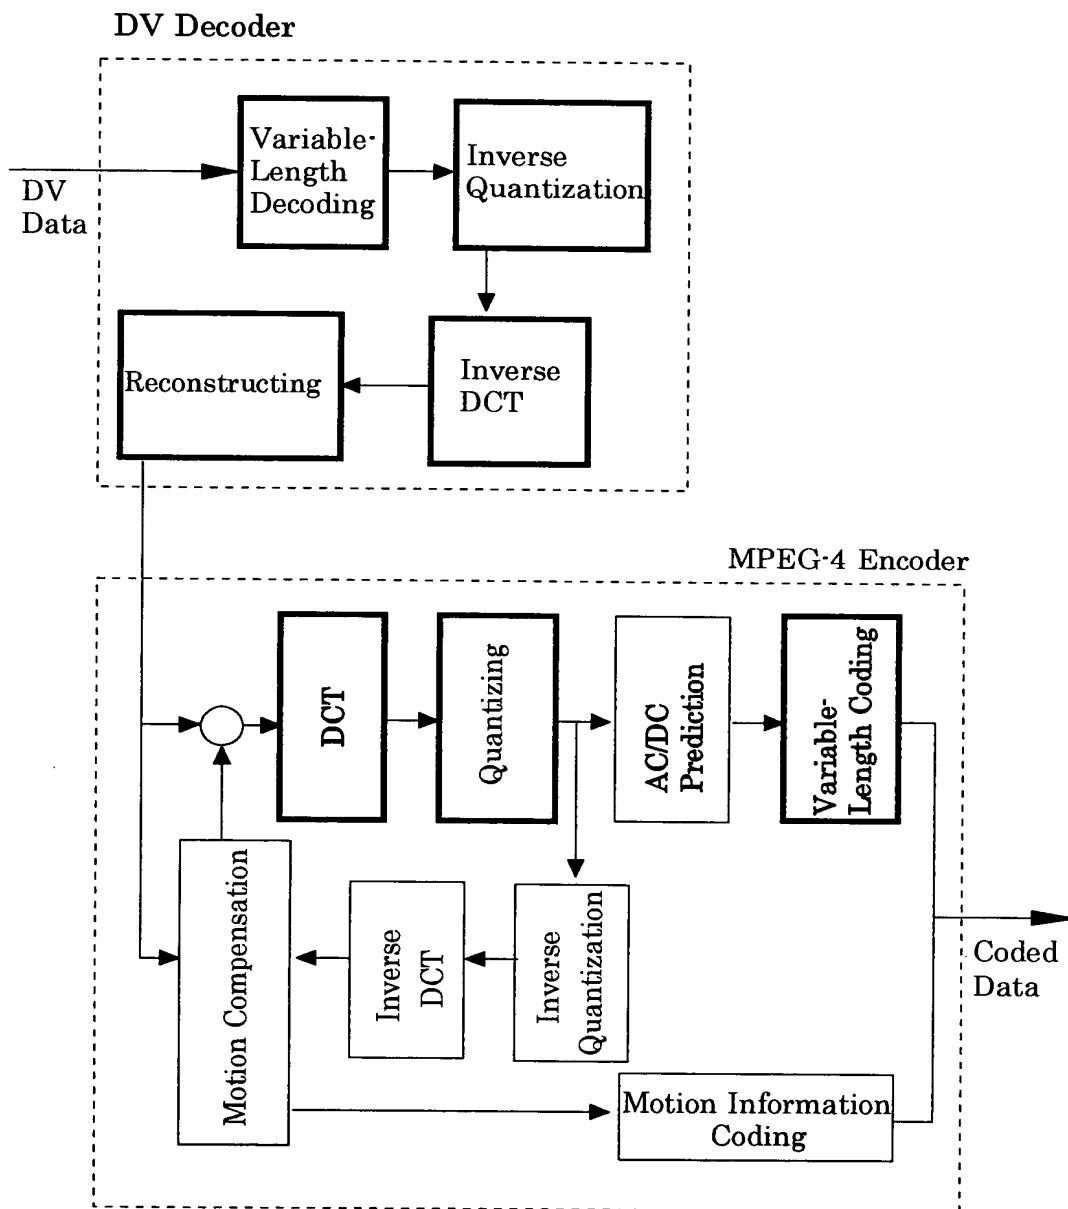 DV Decoder
Variable-
Length
Decoding
Inverse
Quantization
DV
Data
Reconstructing
Inverse
DCT
MPEG-4 Encoder
DCT
Quantizing
AC/DC
Prediction
Variable-
Length Coding
Motion Compensation
Inverse
DCT
Inverse
Quantization
Coded
Data
Motion Information
Coding